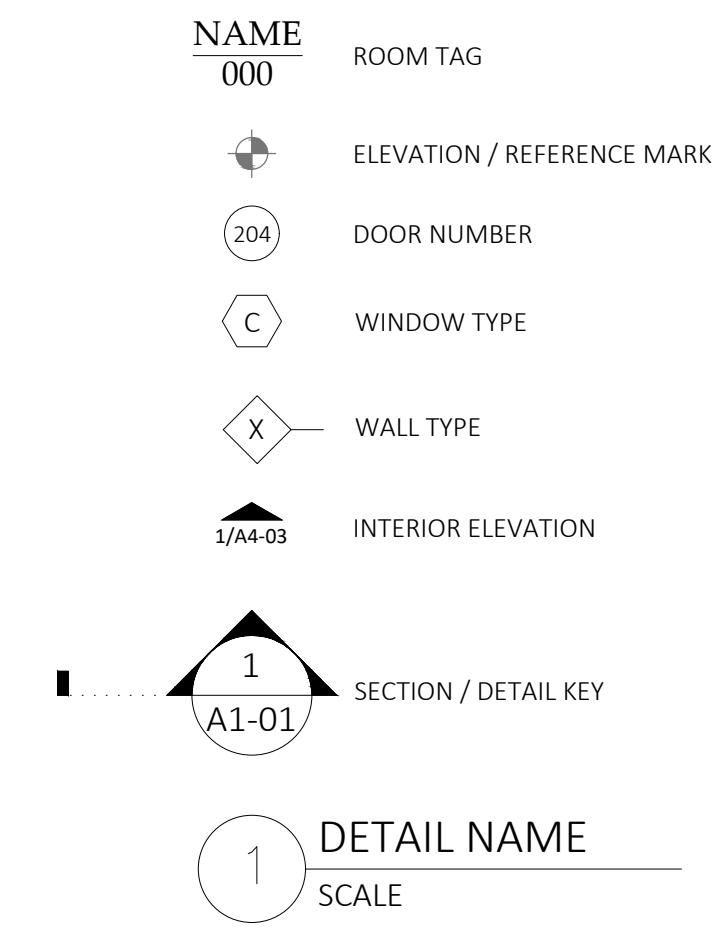 NAME
000
ROOM TAG
ELEVATION / REFERENCE MARK
204
DOOR NUMBER
C
WINDOW TYPE
X
WALL TYPE
1/A4-03
INTERIOR ELEVATION
1
A1-01
SECTION / DETAIL KEY
1
DETAIL NAME
SCALE